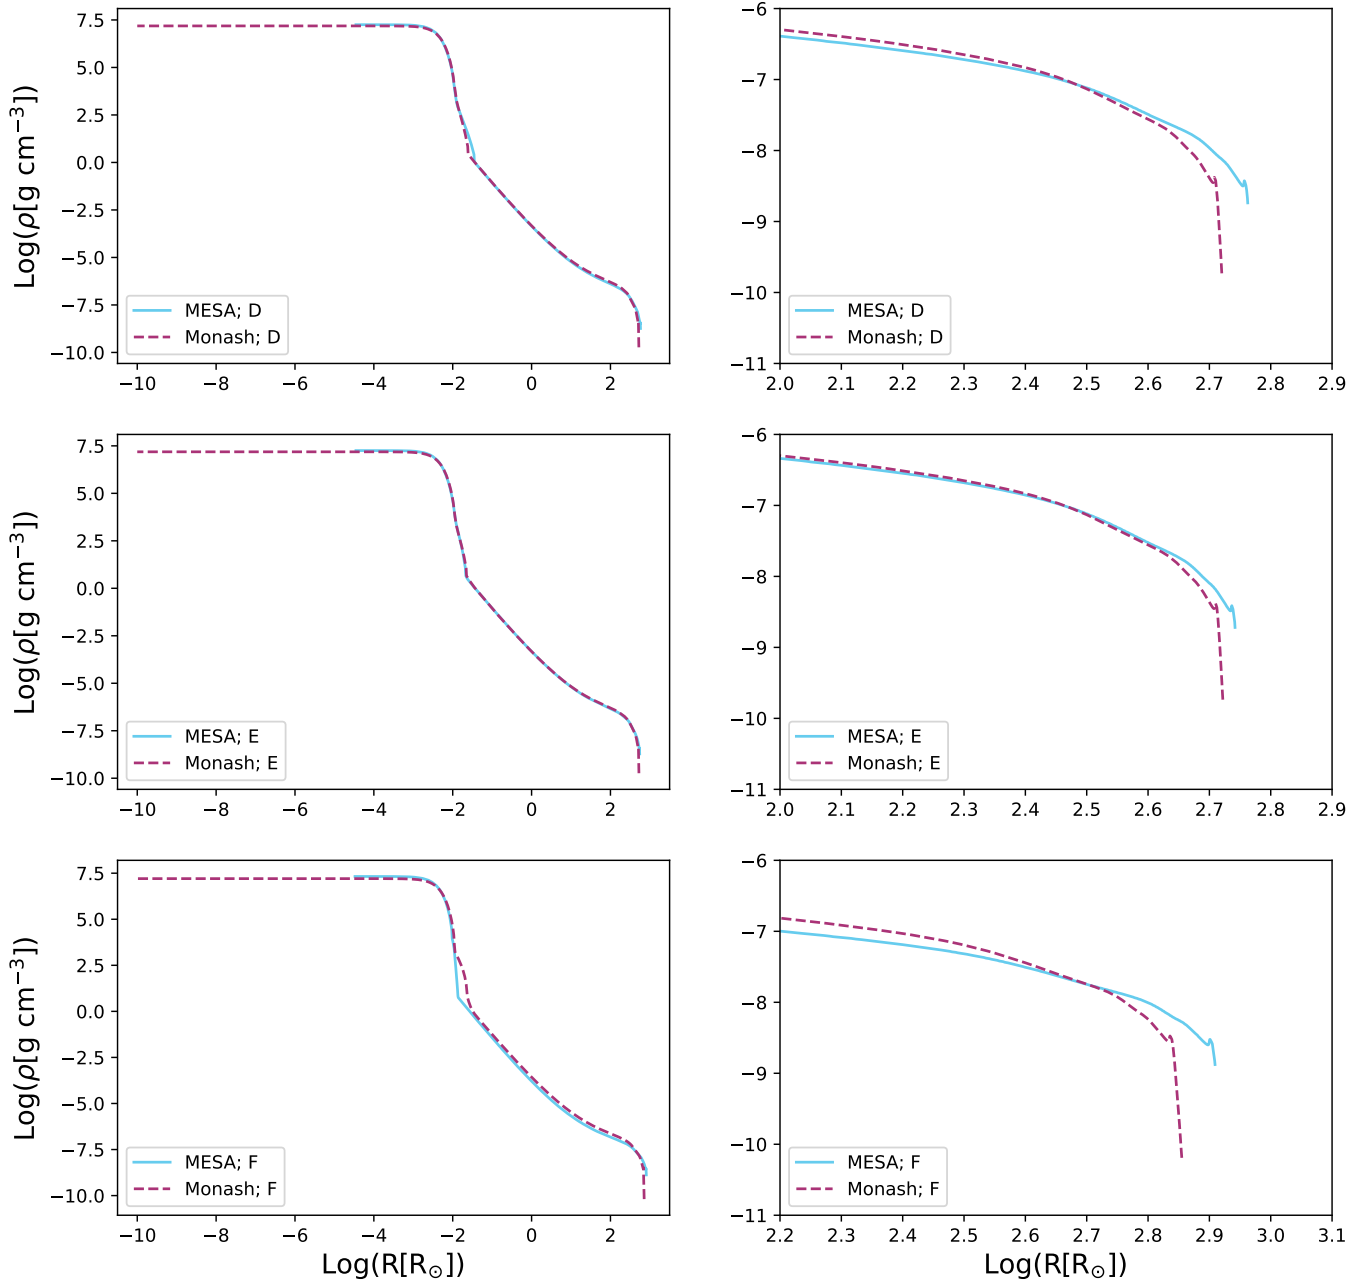 Log(ρ[g cm⁻³])
7.5
5.0
2.5
0.0
−2.5
−5.0
−7.5
−10.0
MESA; D
Monash; D
−10 −8 −6 −4 −2 0 2
−6
−7
−8
−9
−10
−11
MESA; D
Monash; D
2.0 2.1 2.2 2.3 2.4 2.5 2.6 2.7 2.8 2.9
Log(ρ[g cm⁻³])
7.5
5.0
2.5
0.0
−2.5
−5.0
−7.5
−10.0
MESA; E
Monash; E
−10 −8 −6 −4 −2 0 2
−6
−7
−8
−9
−10
−11
MESA; E
Monash; E
2.0 2.1 2.2 2.3 2.4 2.5 2.6 2.7 2.8 2.9
Log(ρ[g cm⁻³])
7.5
5.0
2.5
0.0
−2.5
−5.0
−7.5
−10.0
MESA; F
Monash; F
−10 −8 −6 −4 −2 0 2
Log(R[R☉])
−6
−7
−8
−9
−10
−11
MESA; F
Monash; F
2.2 2.3 2.4 2.5 2.6 2.7 2.8 2.9 3.0 3.1
Log(R[R☉])